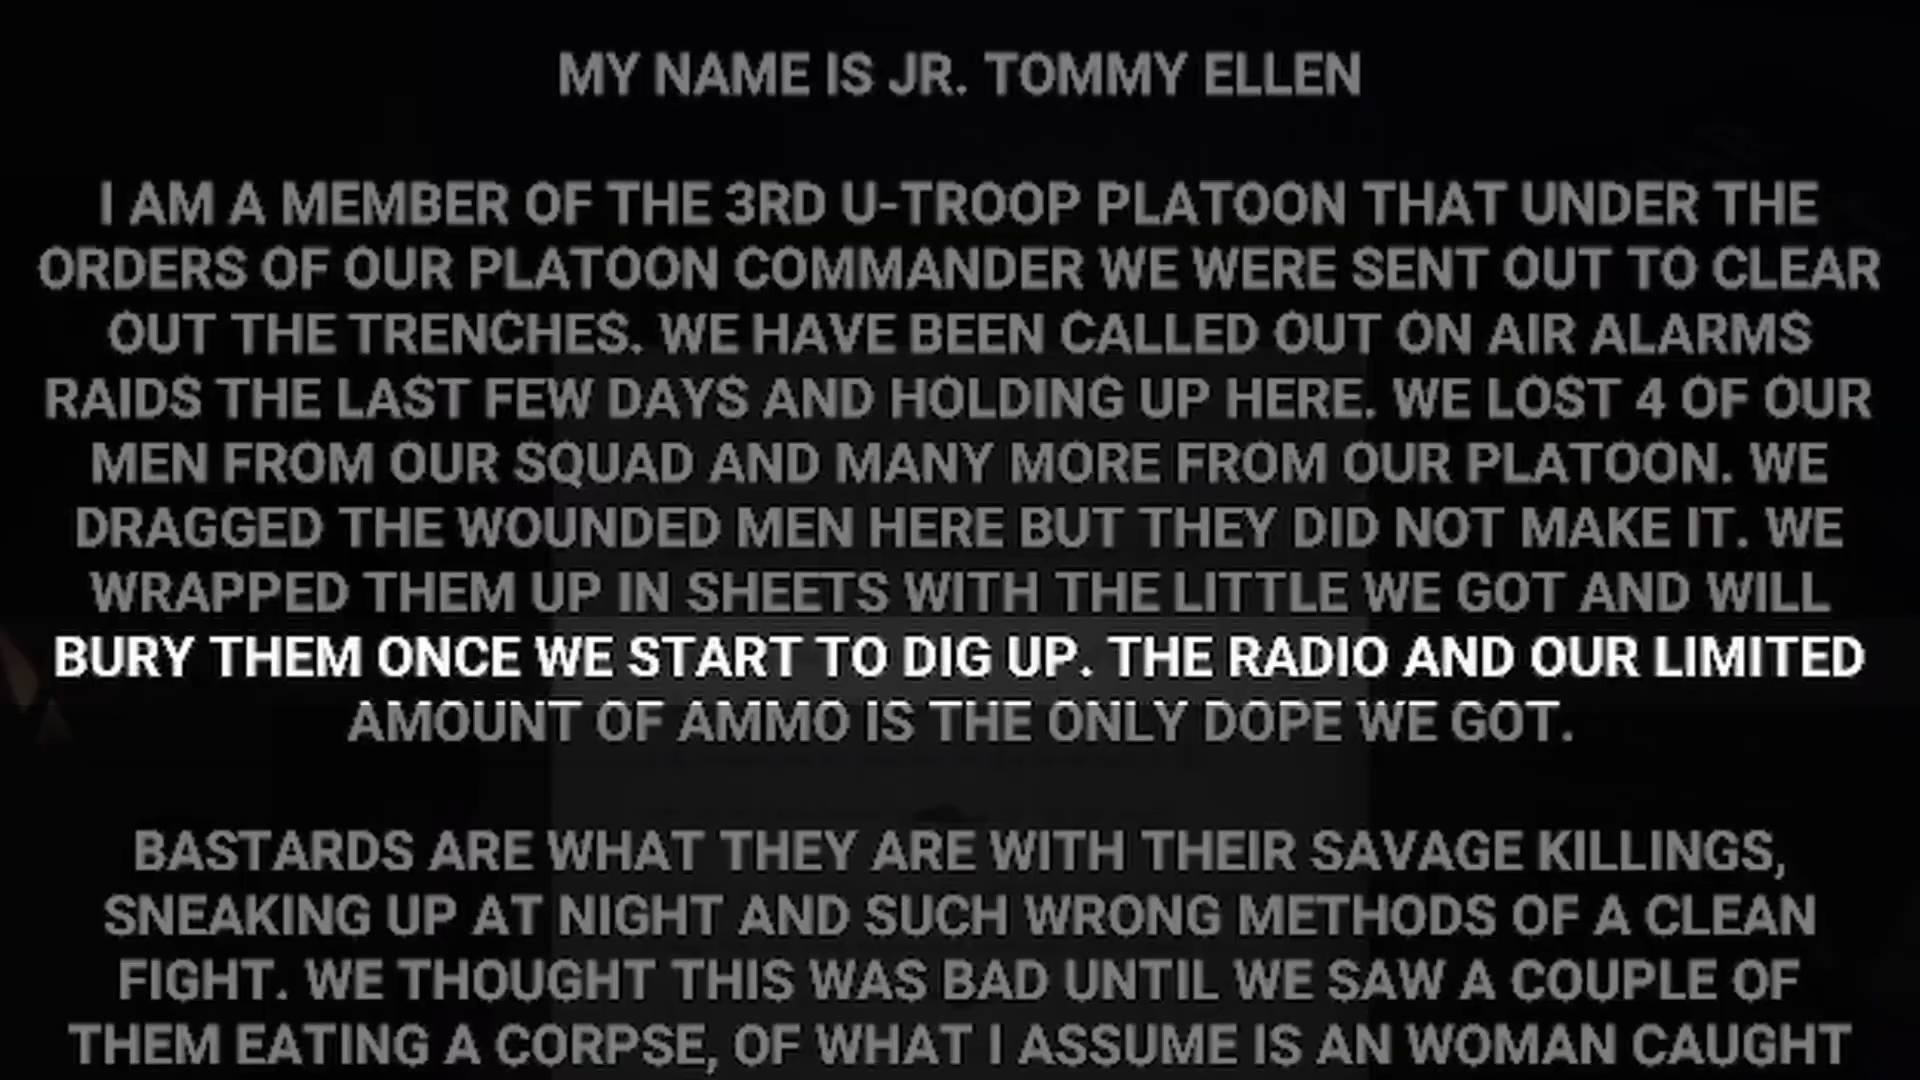 MY NAME IS JR. TOMMY ELLEN
I AM A MEMBER OF THE 3RD U-TROOP PLATOON THAT UNDER THE
ORDERS OF OUR PLATOON COMMANDER WE WERE SENT OUT TO CLEAR
OUT THE TRENCHES. WE HAVE BEEN CALLED OUT ON AIR ALARMS
RAIDS THE LAST FEW DAYS AND HOLDING UP HERE. WE LOST 4 OF OUR
MEN FROM OUR SQUAD AND MANY MORE FROM OUR PLATOON. WE
DRAGGED THE WOUNDED MEN HERE BUT THEY DID NOT MAKE IT. WE
WRAPPED THEM UP IN SHEETS WITH THE LITTLE WE GOT AND WILL
BURY THEM ONCE WE START TO DIG UP. THE RADIO AND OUR LIMITED
AMOUNT OF AMMO IS THE ONLY DOPE WE GOT.
BASTARDS ARE WHAT THEY ARE WITH THEIR SAVAGE KILLINGS,
SNEAKING UP AT NIGHT AND SUCH WRONG METHODS OF A CLEAN
FIGHT. WE THOUGHT THIS WAS BAD UNTIL WE SAW A COUPLE OF
THEM EATING A CORPSE, OF WHAT I ASSUME IS AN WOMAN CAUGHT